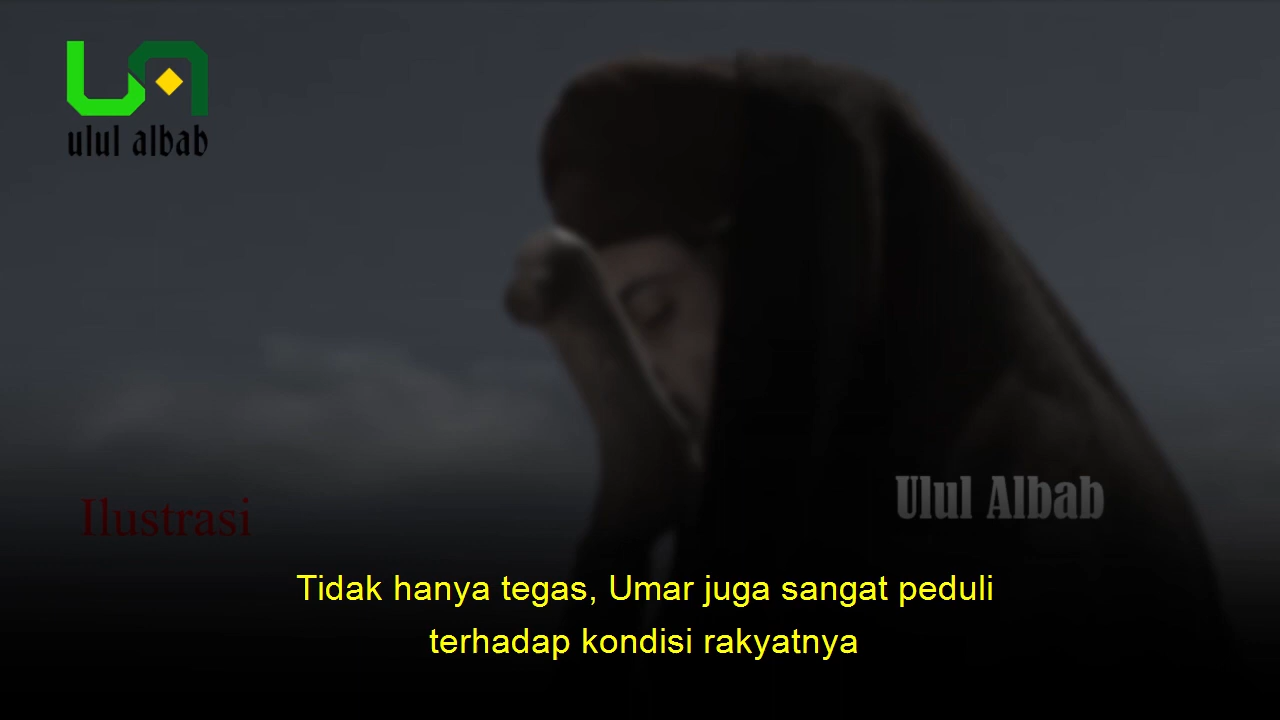 ulul albab
Ilustrasi
Ulul Albab
Tidak hanya tegas, Umar juga sangat peduli
terhadap kondisi rakyatnya